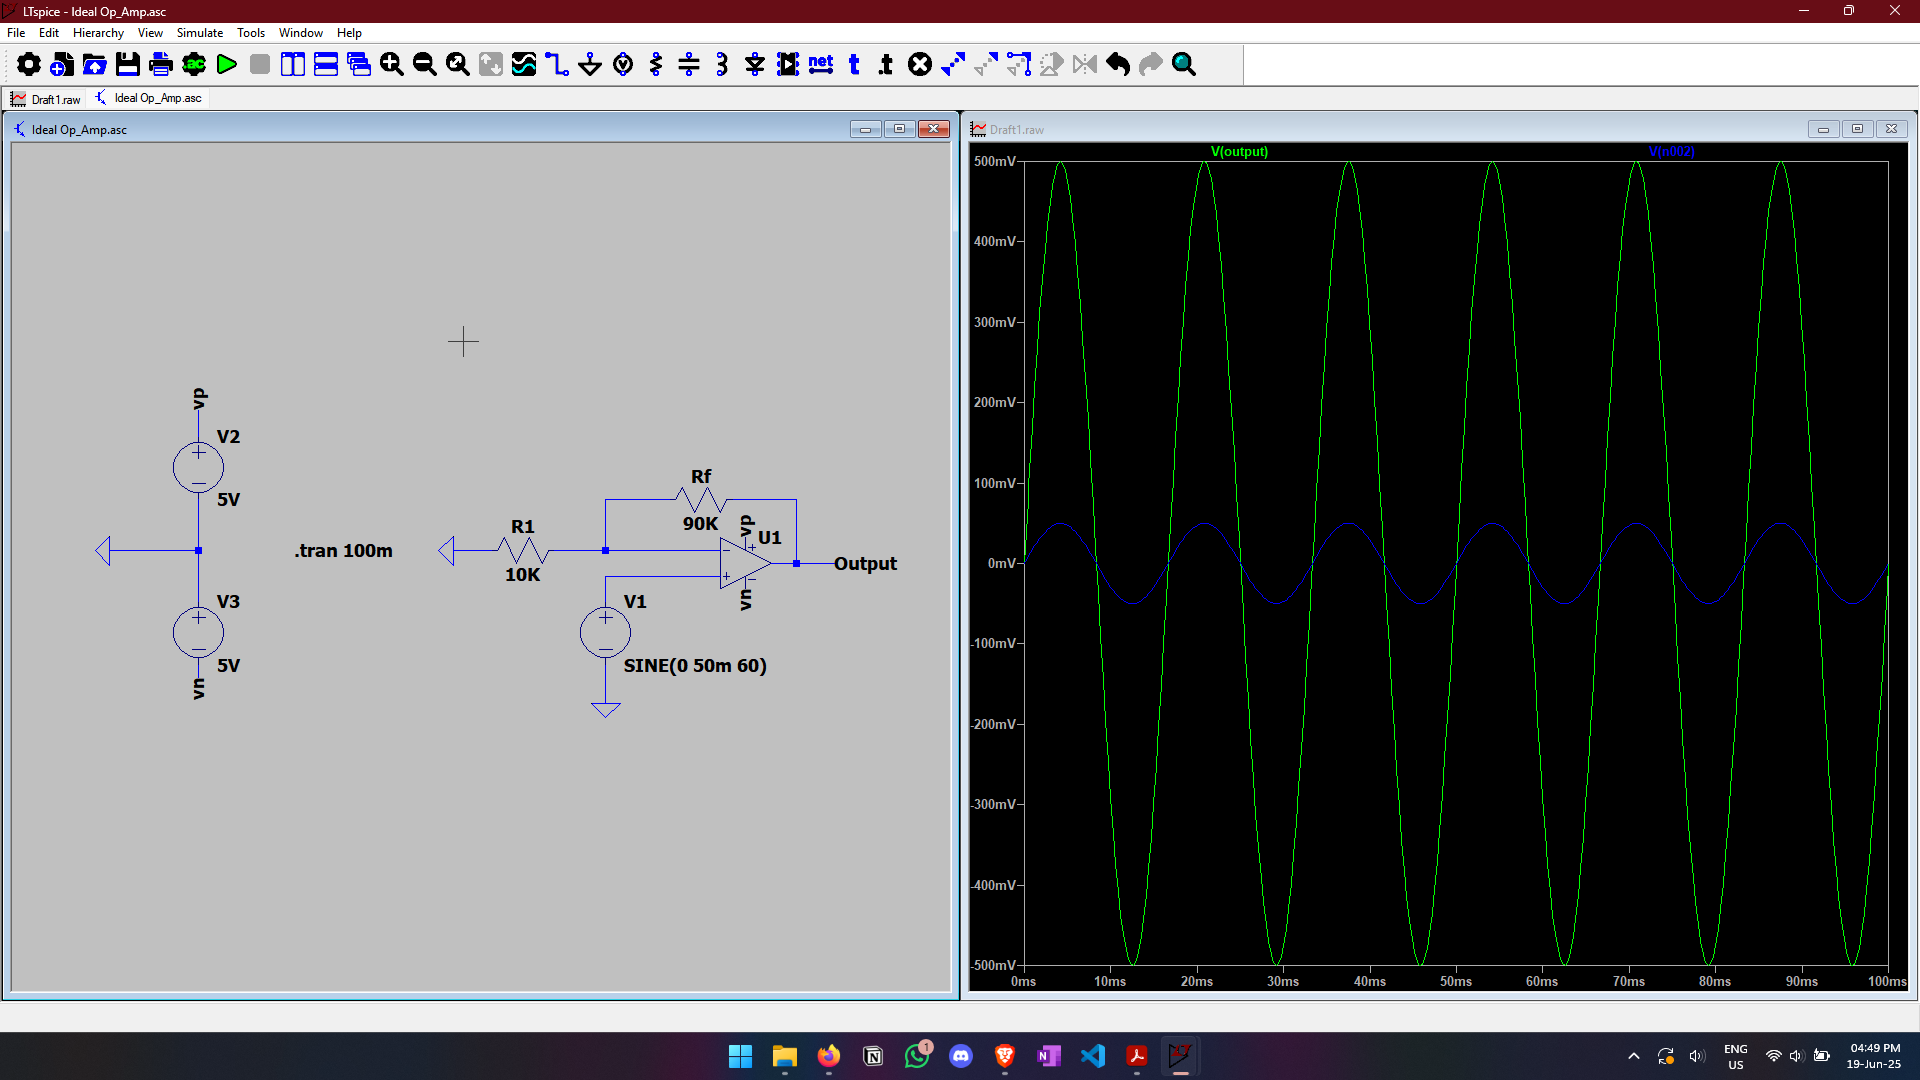 LTspice - Ideal Op_Amp.asc
File Edit Hierarchy View Simulate Tools Window Help
ac
net t .t
Draft1.raw Ideal Op_Amp.asc
Ideal Op_Amp.asc
vp
V2
5V
V3
5V
vn
.tran 100m
R1
10K
Rf
90K
vp
U1
vn
Output
V1
SINE(0 50m 60)
Draft1.raw
V(output) V(n002)
500mV
400mV
300mV
200mV
100mV
0mV
-100mV
-200mV
-300mV
-400mV
-500mV
0ms 10ms 20ms 30ms 40ms 50ms 60ms 70ms 80ms 90ms 100ms
1
ENG
US
04:49 PM
19-Jun-25